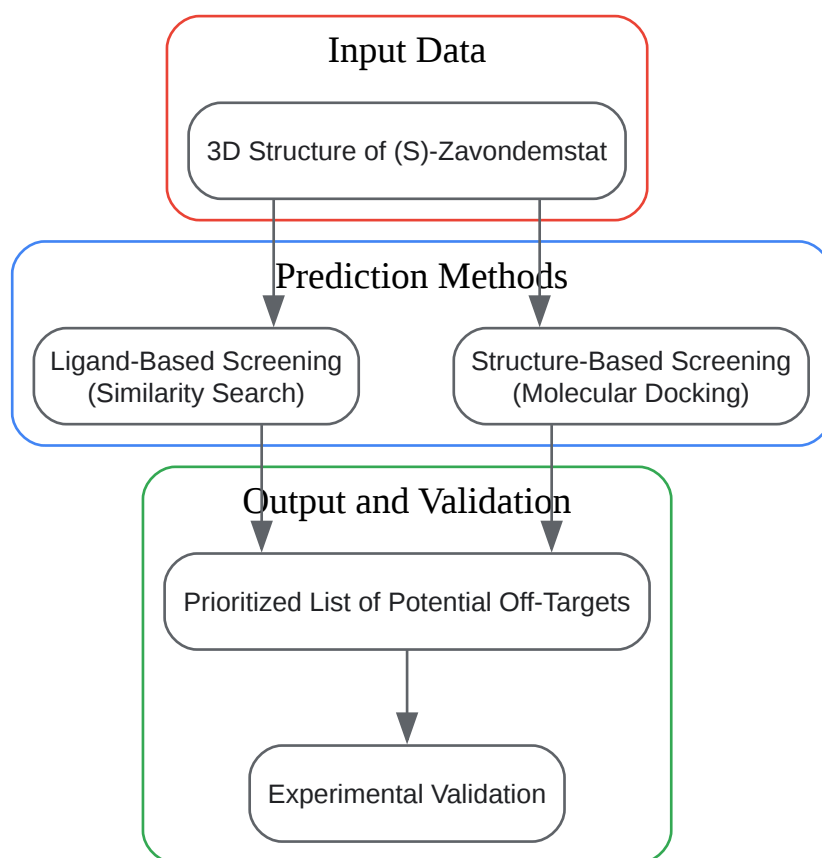 Input Data
3D Structure of (S)-Zavondemstat
Prediction Methods
Ligand-Based Screening
(Similarity Search)
Structure-Based Screening
(Molecular Docking)
Output and Validation
Prioritized List of Potential Off-Targets
Experimental Validation